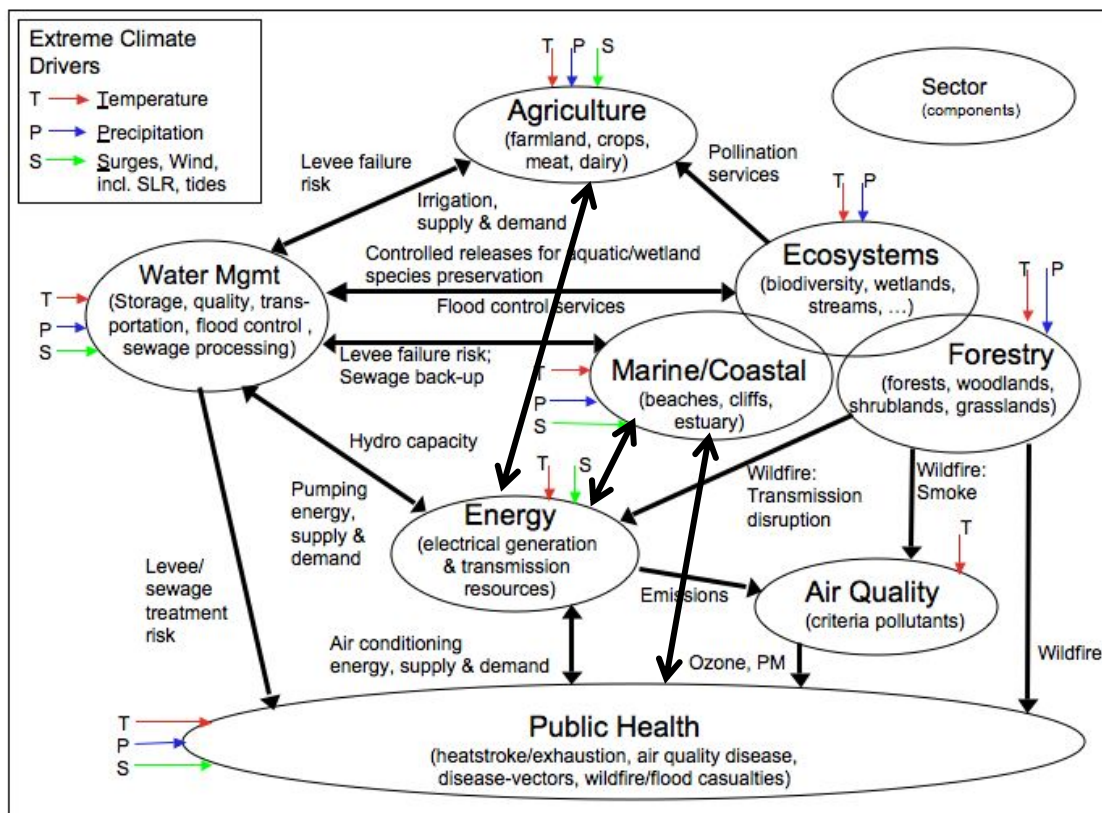 Extreme Climate
Drivers
T Temperature
P Precipitation
S Surges, Wind,
incl. SLR, tides
T P S
Agriculture
(farmland, crops,
meat, dairy)
Sector
(components)
Levee failure
risk
Pollination
services
Irrigation,
supply & demand
T P
Ecosystems
(biodiversity, wetlands,
streams, ...)
Controlled releases for aquatic/wetland
species preservation
Flood control services
T
P
S
Water Mgmt
(Storage, quality, trans-
portation, flood control ,
sewage processing)
T P
Forestry
(forests, woodlands,
shrublands, grasslands)
Levee failure risk;
Sewage back-up
T
P
S
Marine/Coastal
(beaches, cliffs,
estuary)
Hydro capacity
Pumping
energy,
supply &
demand
T S
Energy
(electrical generation
& transmission
resources)
Wildfire:
Transmission
disruption
Wildfire:
Smoke
T
Air Quality
(criteria pollutants)
Levee/
sewage
treatment
risk
Emissions
Air conditioning
energy, supply & demand
Ozone, PM
Wildfire
T
P
S
Public Health
(heatstroke/exhaustion, air quality disease,
disease-vectors, wildfire/flood casualties)